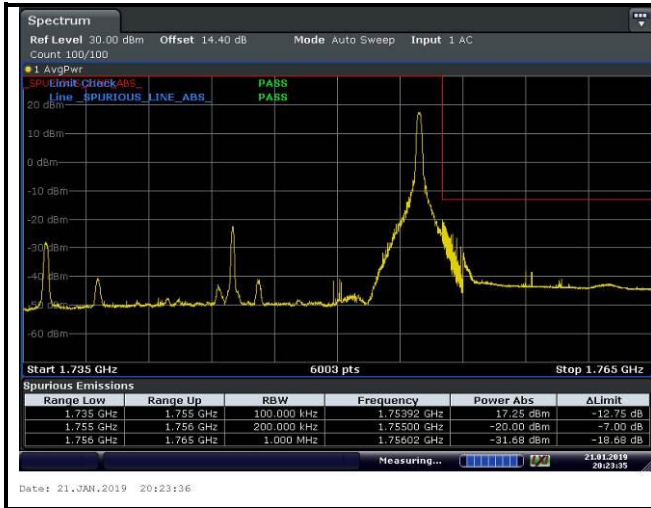 Spectrum
Ref Level 30.00 dBm Offset 14.40 dB Mode Auto Sweep Input 1 AC
Count 100/100
1 AvgPwr
Limit Check PASS
Line _SPURIOUS_LINE_ABS_ PASS
20 dBm
10 dBm
0 dBm
-10 dBm
-20 dBm
-30 dBm
-40 dBm
-50 dBm
-60 dBm
Start 1.735 GHz 6003 pts Stop 1.765 GHz
Spurious Emissions
Range Low Range Up RBW Frequency Power Abs ΔLimit
1.735 GHz 1.755 GHz 100.000 kHz 1.75392 GHz 17.25 dBm -12.75 dB
1.755 GHz 1.756 GHz 200.000 kHz 1.75500 GHz -20.00 dBm -7.00 dB
1.756 GHz 1.765 GHz 1.000 MHz 1.75602 GHz -31.68 dBm -18.68 dB
Measuring... 21.01.2019
20:23:35
Date: 21.JAN.2019 20:23:36